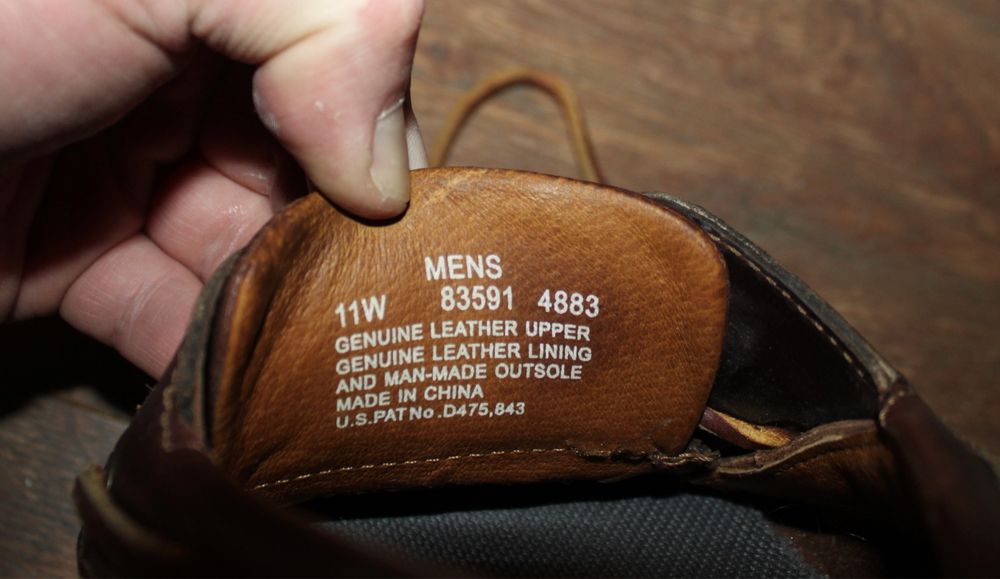 MENS
11W 83591 4883
GENUINE LEATHER UPPER
GENUINE LEATHER LINING
AND MAN-MADE OUTSOLE
MADE IN CHINA
U.S.PAT No.D475,843